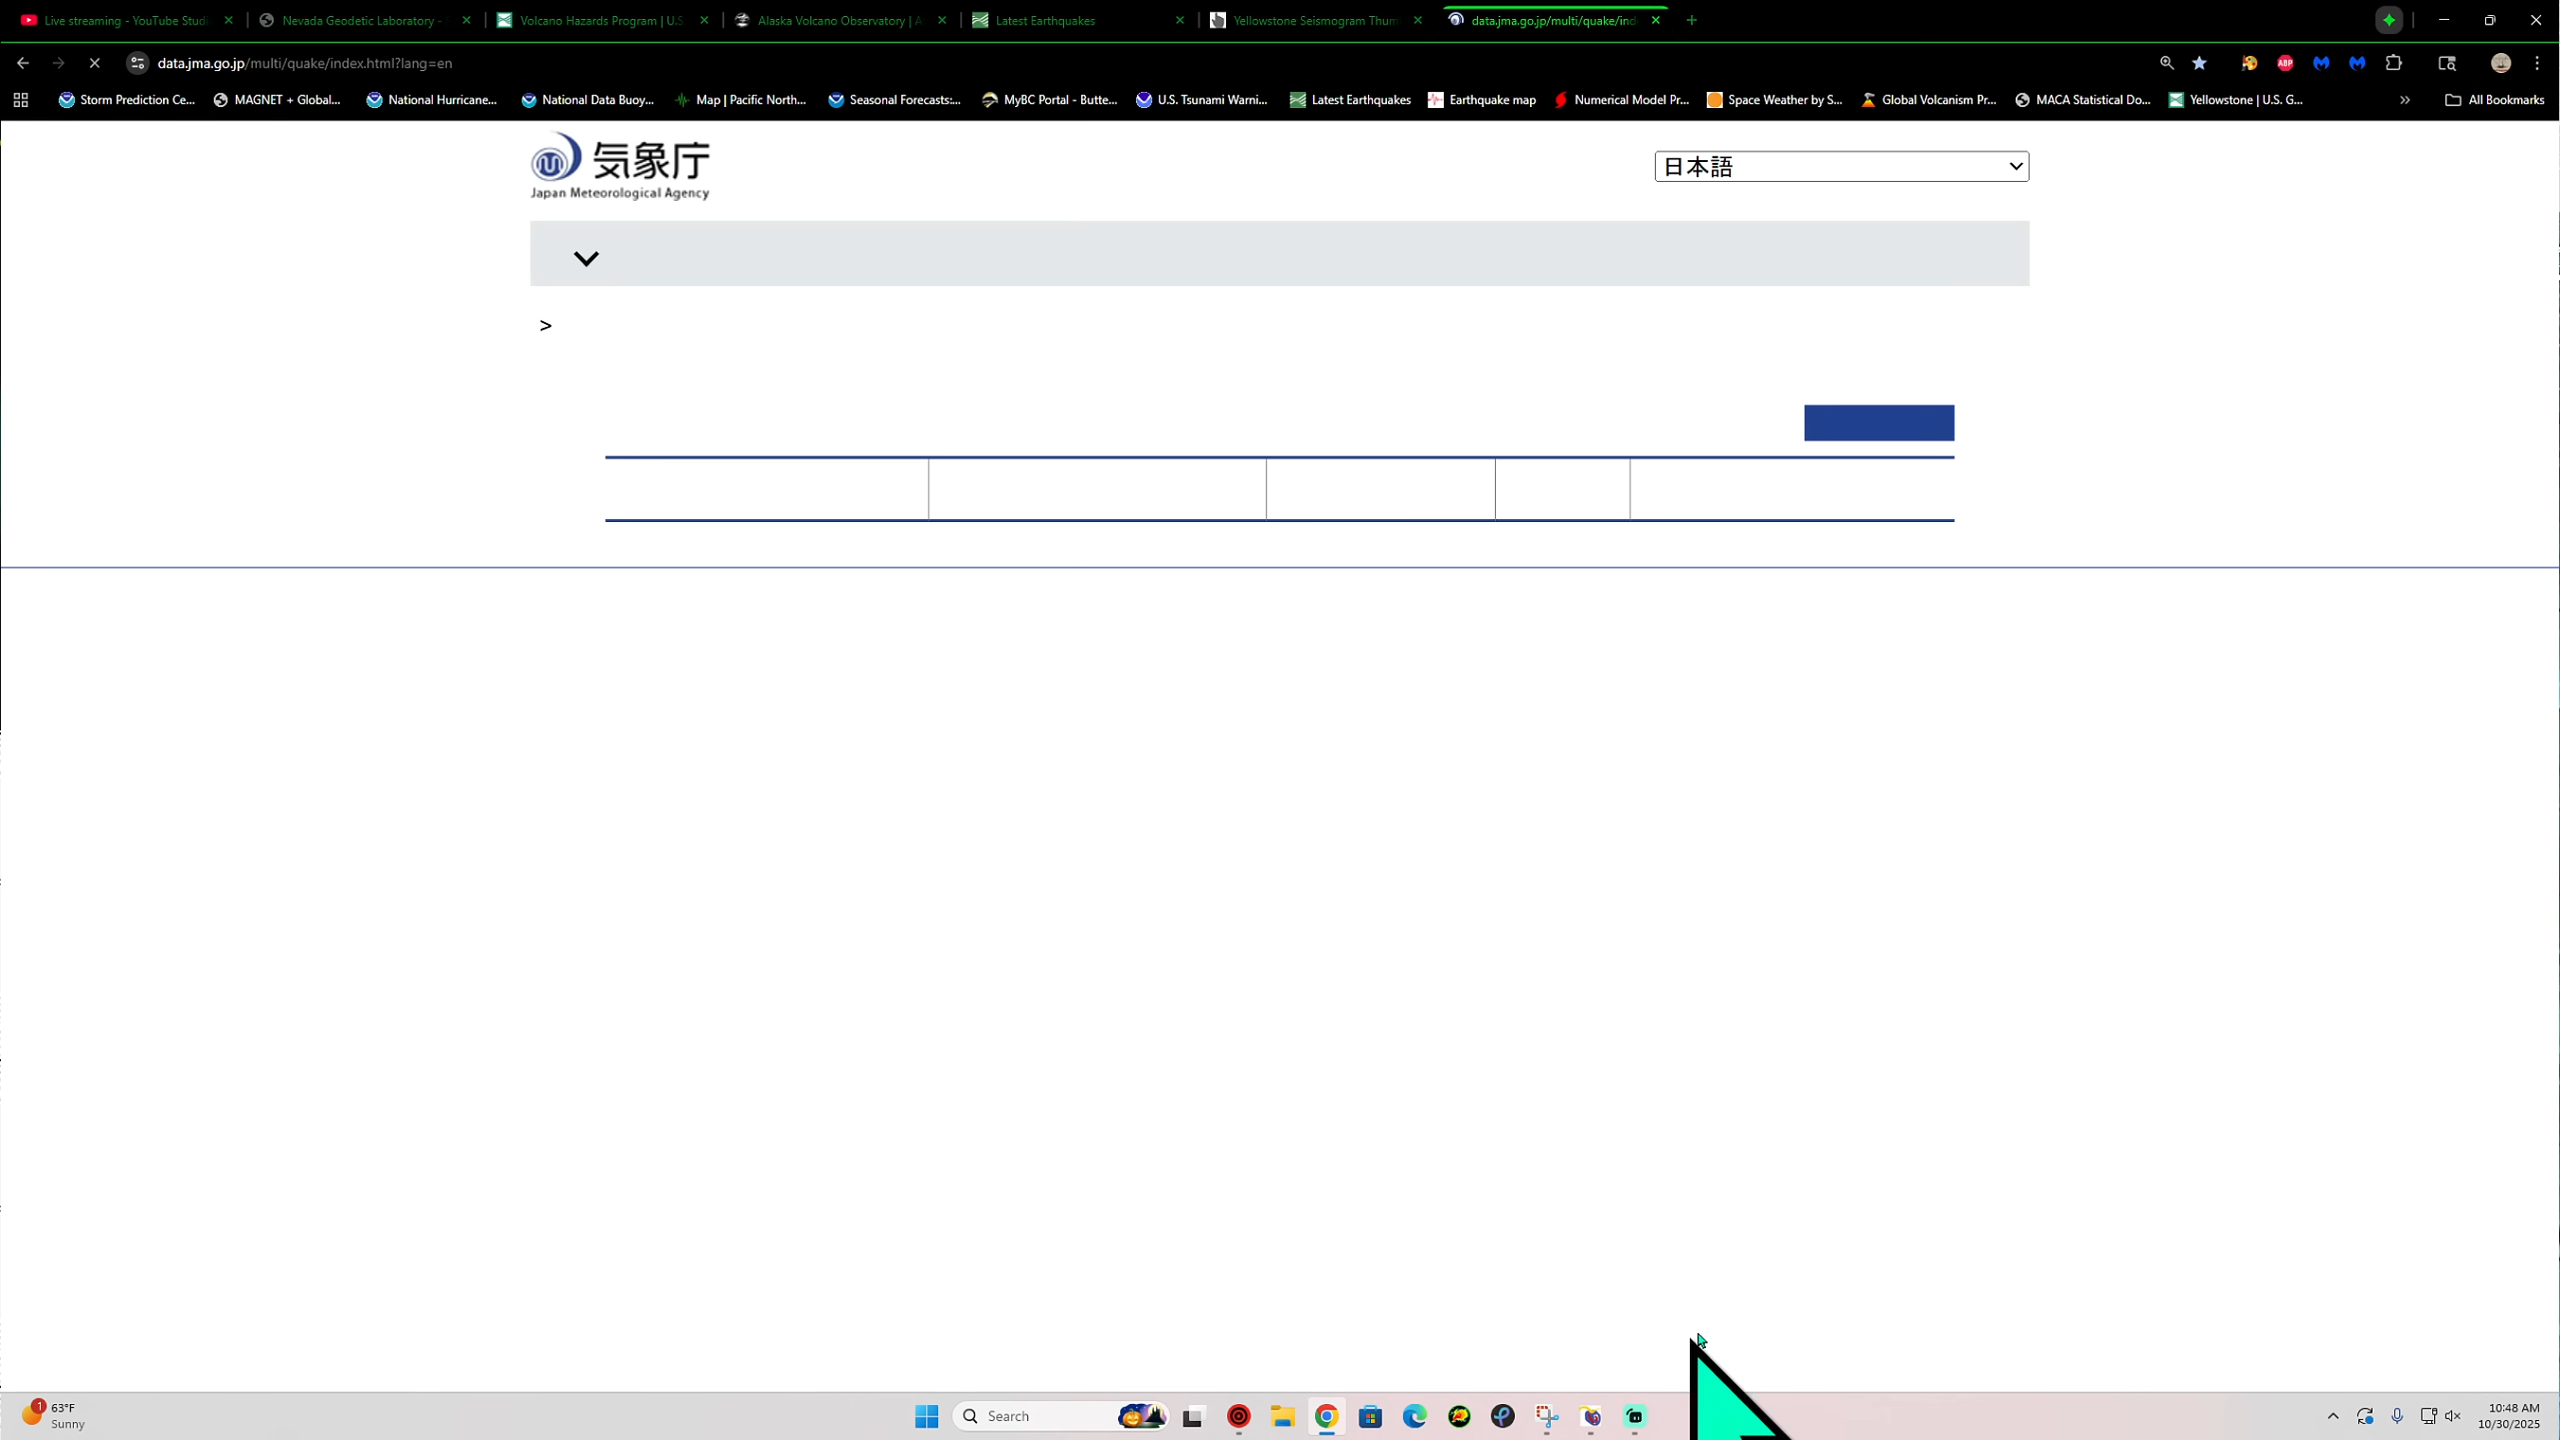 Live streaming - YouTube Studi
Nevada Geodetic Laboratory -
Volcano Hazards Program | U.S
Alaska Volcano Observatory | A
Latest Earthquakes
Yellowstone Seismogram Thum
data.jma.go.jp/multi/quake/ind
data.jma.go.jp/multi/quake/index.html?lang=en
ABP
Storm Prediction Ce...
MAGNET + Global...
National Hurricane...
National Data Buoy...
Map | Pacific North...
Seasonal Forecasts:...
MyBC Portal - Butte...
U.S. Tsunami Warni...
Latest Earthquakes
Earthquake map
Numerical Model Pr...
Space Weather by S...
Global Volcanism Pr...
MACA Statistical Do...
Yellowstone | U.S. G...
All Bookmarks
気象庁
Japan Meteorological Agency
日本語
>
1
63°F
Sunny
Search
10:48 AM
10/30/2025